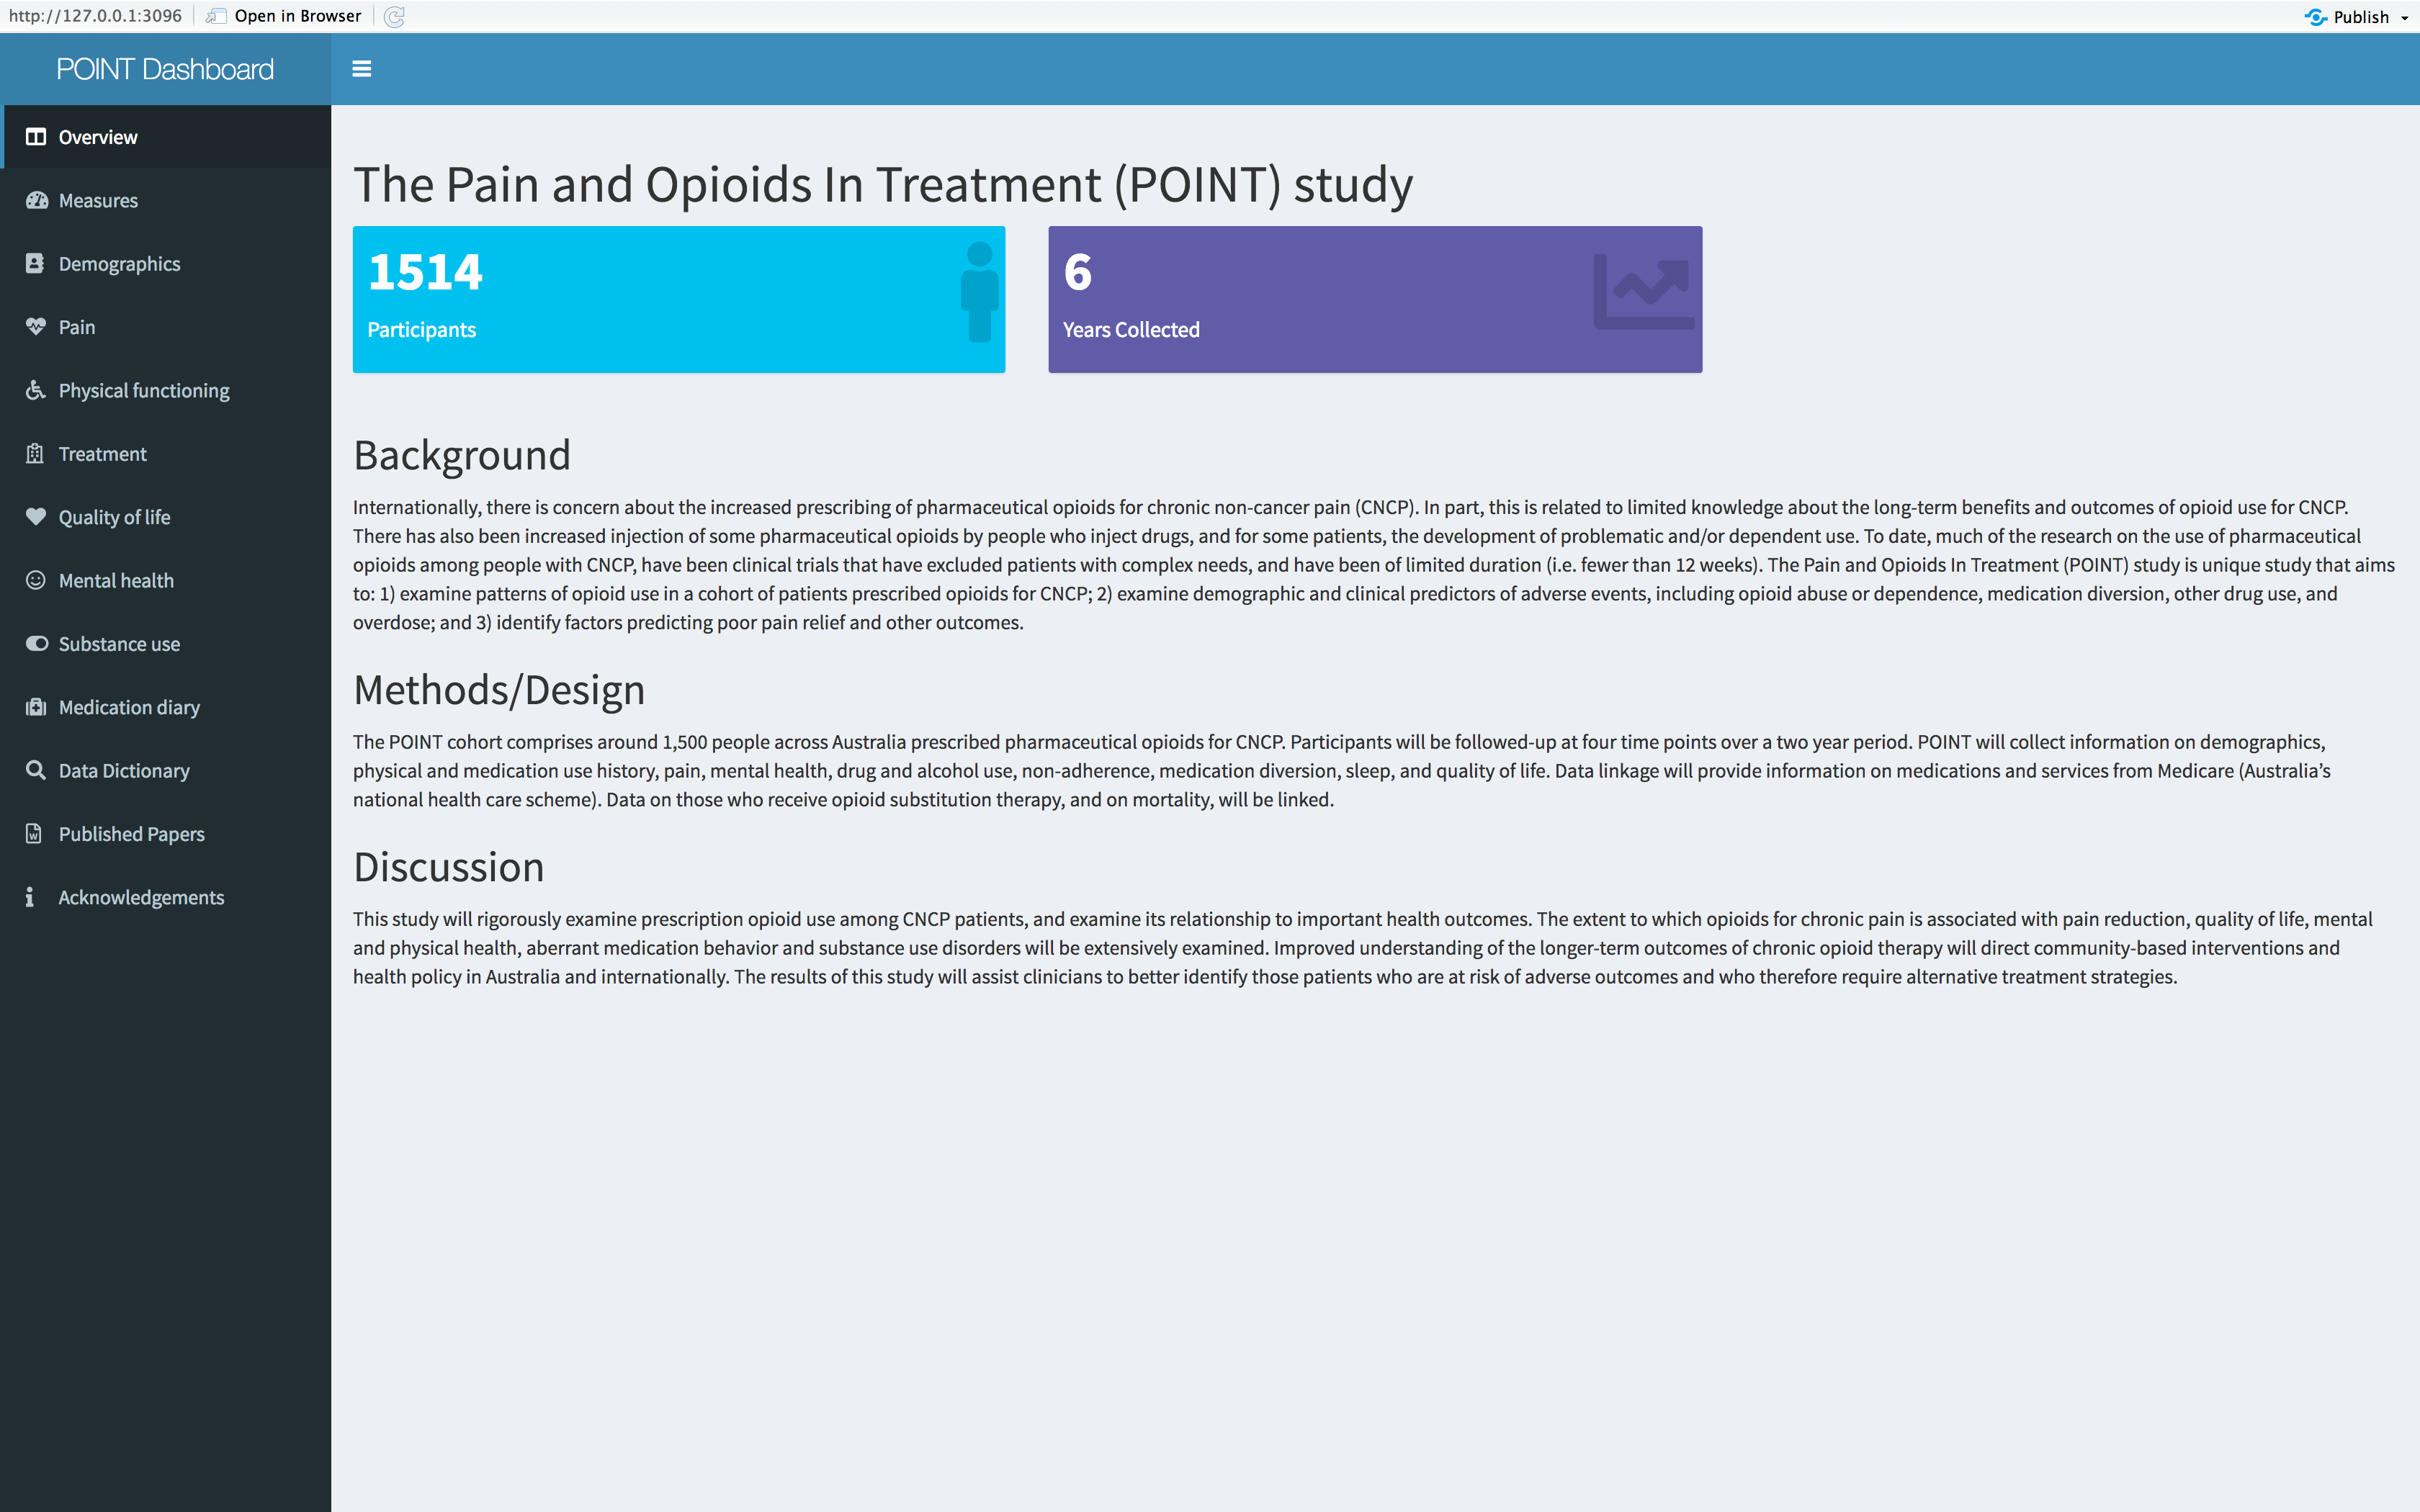 http://127.0.0.1:3096 Open in Browser Publish
POINT Dashboard
Overview
Measures
Demographics
Pain
Physical functioning
Treatment
Quality of life
Mental health
Substance use
Medication diary
Data Dictionary
Published Papers
Acknowledgements
The Pain and Opioids In Treatment (POINT) study
1514
Participants
6
Years Collected
Background
Internationally, there is concern about the increased prescribing of pharmaceutical opioids for chronic non-cancer pain (CNCP). In part, this is related to limited knowledge about the long-term benefits and outcomes of opioid use for CNCP.
There has also been increased injection of some pharmaceutical opioids by people who inject drugs, and for some patients, the development of problematic and/or dependent use. To date, much of the research on the use of pharmaceutical
opioids among people with CNCP, have been clinical trials that have excluded patients with complex needs, and have been of limited duration (i.e. fewer than 12 weeks). The Pain and Opioids In Treatment (POINT) study is unique study that aims
to: 1) examine patterns of opioid use in a cohort of patients prescribed opioids for CNCP; 2) examine demographic and clinical predictors of adverse events, including opioid abuse or dependence, medication diversion, other drug use, and
overdose; and 3) identify factors predicting poor pain relief and other outcomes.
Methods/Design
The POINT cohort comprises around 1,500 people across Australia prescribed pharmaceutical opioids for CNCP. Participants will be followed-up at four time points over a two year period. POINT will collect information on demographics,
physical and medication use history, pain, mental health, drug and alcohol use, non-adherence, medication diversion, sleep, and quality of life. Data linkage will provide information on medications and services from Medicare (Australia’s
national health care scheme). Data on those who receive opioid substitution therapy, and on mortality, will be linked.
Discussion
This study will rigorously examine prescription opioid use among CNCP patients, and examine its relationship to important health outcomes. The extent to which opioids for chronic pain is associated with pain reduction, quality of life, mental
and physical health, aberrant medication behavior and substance use disorders will be extensively examined. Improved understanding of the longer-term outcomes of chronic opioid therapy will direct community-based interventions and
health policy in Australia and internationally. The results of this study will assist clinicians to better identify those patients who are at risk of adverse outcomes and who therefore require alternative treatment strategies.